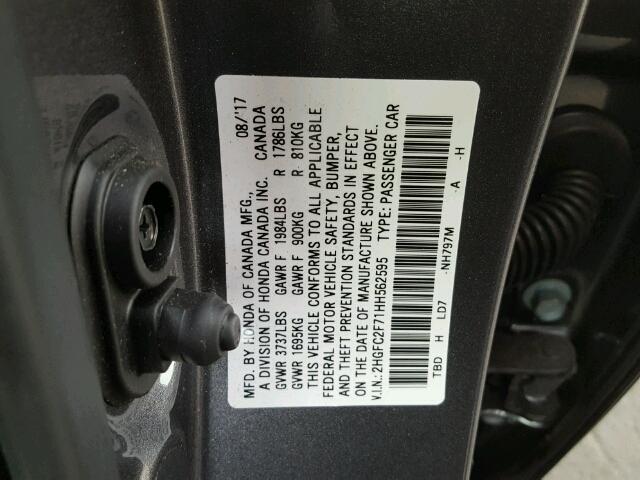 MFD. BY HONDA OF CANADA MFG., 08/'17
A DIVISION OF HONDA CANADA INC. CANADA
GVWR 3737LBS GAWR F 1984LBS R 1786LBS
GVWR 1695KG GAWR F 900KG R 810KG
THIS VEHICLE CONFORMS TO ALL APPLICABLE
FEDERAL MOTOR VEHICLE SAFETY, BUMPER,
AND THEFT PREVENTION STANDARDS IN EFFECT
ON THE DATE OF MANUFACTURE SHOWN ABOVE.
V.I.N.: 2HGFC2F71HH562595 TYPE: PASSENGER CAR
TBD H LD7 -NH797M -A -H